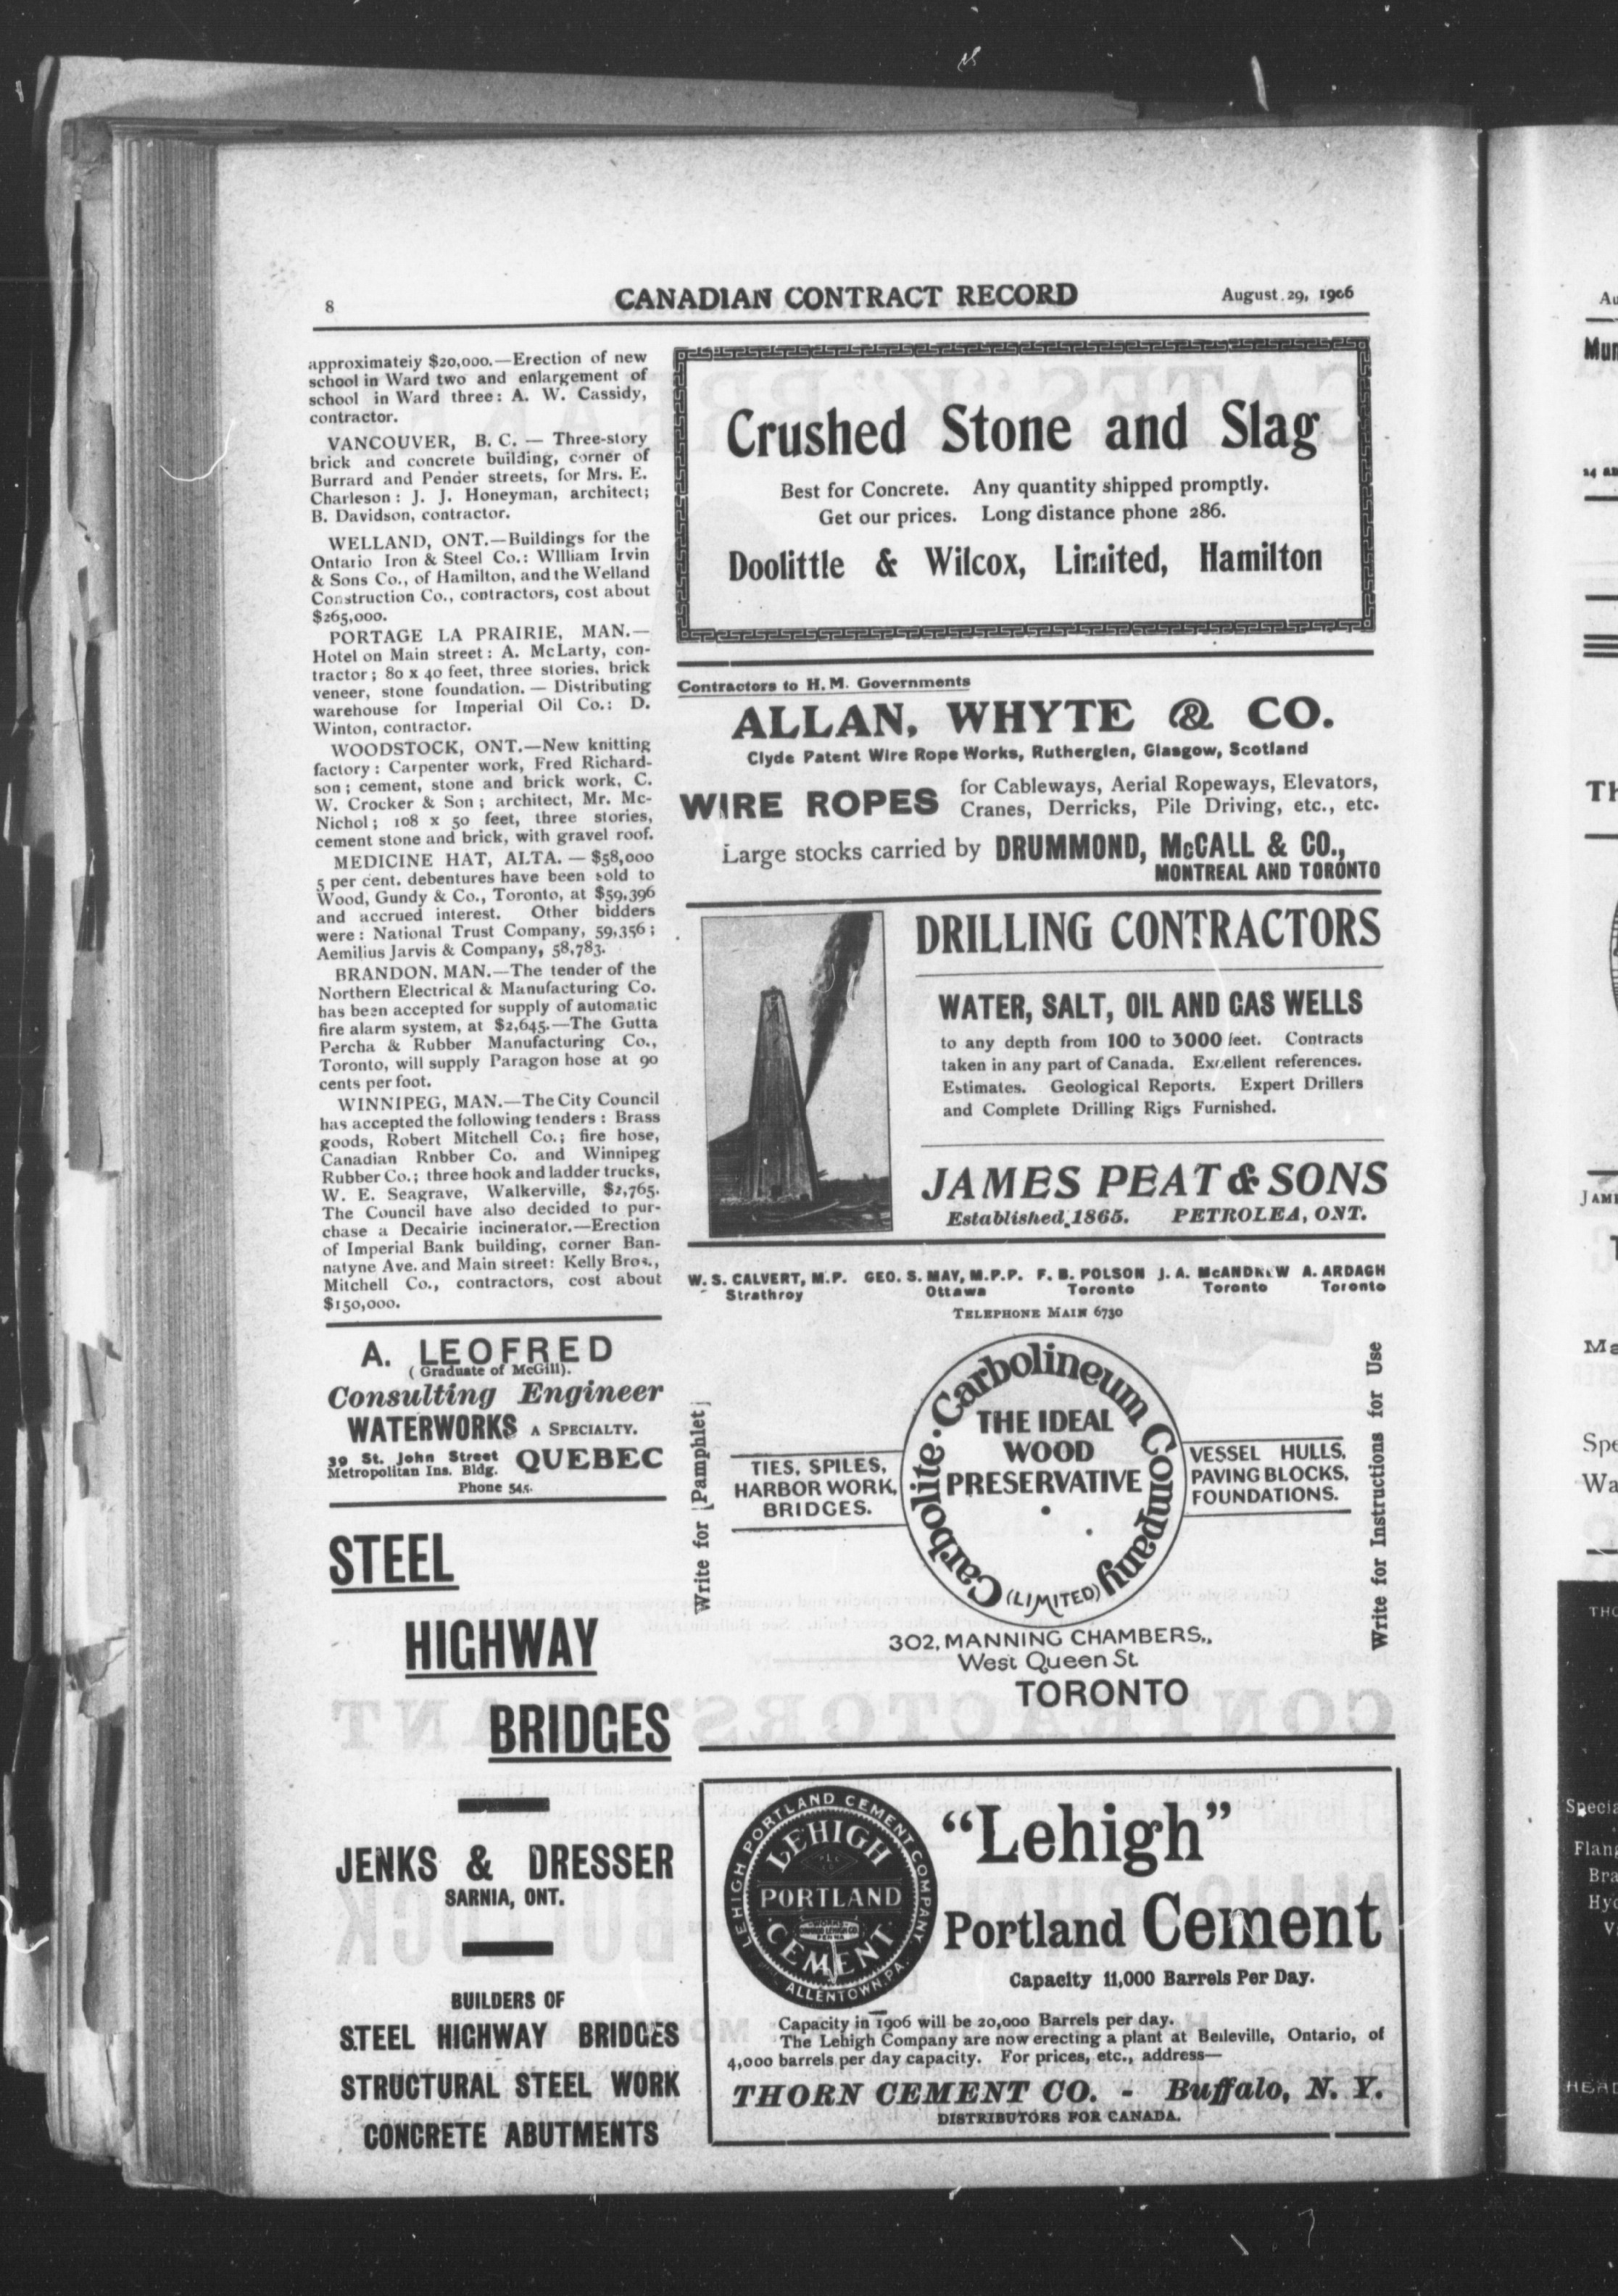 8
CANADIAN CONTRACT RECORD
August 29, 1906
approximately $20,000.—Erection of new
school in Ward two and enlargement of
school in Ward three: A. W. Cassidy,
contractor.
VANCOUVER, B. C. — Three-story
brick and concrete building, corner of
Burrard and Pender streets, for Mrs. E.
Charleson: J. J. Honeyman, architect;
B. Davidson, contractor.
WELLAND, ONT.—Buildings for the
Ontario Iron & Steel Co.: William Irvin
& Sons Co., of Hamilton, and the Welland
Construction Co., contractors, cost about
$265,000.
PORTAGE LA PRAIRIE, MAN.—
Hotel on Main street: A. McLarty, con-
tractor; 80 x 40 feet, three stories, brick
veneer, stone foundation. — Distributing
warehouse for Imperial Oil Co.: D.
Winton, contractor.
WOODSTOCK, ONT.—New knitting
factory: Carpenter work, Fred Richard-
son; cement, stone and brick work, C.
W. Crocker & Son; architect, Mr. Mc-
Nichol; 108 x 50 feet, three stories,
cement stone and brick, with gravel roof.
MEDICINE HAT, ALTA. — $58,000
5 per cent. debentures have been sold to
Wood, Gundy & Co., Toronto, at $59,396
and accrued interest. Other bidders
were: National Trust Company, 59,356;
Aemilius Jarvis & Company, 58,783.
BRANDON, MAN.—The tender of the
Northern Electrical & Manufacturing Co.
has been accepted for supply of automatic
fire alarm system, at $2,645.—The Gutta
Percha & Rubber Manufacturing Co.,
Toronto, will supply Paragon hose at 90
cents per foot.
WINNIPEG, MAN.—The City Council
has accepted the following tenders: Brass
goods, Robert Mitchell Co.; fire hose,
Canadian Rnbber Co. and Winnipeg
Rubber Co.; three hook and ladder trucks,
W. E. Seagrave, Walkerville, $2,765.
The Council have also decided to pur-
chase a Decairie incinerator.—Erection
of Imperial Bank building, corner Ban-
natyne Ave. and Main street: Kelly Bros.,
Mitchell Co., contractors, cost about
$150,000.
A. LEOFRED
(Graduate of McGill).
Consulting Engineer
WATERWORKS A SPECIALTY.
39 St. John Street
Metropolitan Ins. Bldg. QUEBEC
Phone 545.
STEEL
HIGHWAY
BRIDGES
JENKS & DRESSER
SARNIA, ONT.
BUILDERS OF
STEEL HIGHWAY BRIDGES
STRUCTURAL STEEL WORK
CONCRETE ABUTMENTS
Crushed Stone and Slag
Best for Concrete. Any quantity shipped promptly.
Get our prices. Long distance phone 286.
Doolittle & Wilcox, Limited, Hamilton
Contractors to H. M. Governments
ALLAN, WHYTE & CO.
Clyde Patent Wire Rope Works, Rutherglen, Glasgow, Scotland
WIRE ROPES for Cableways, Aerial Ropeways, Elevators,
Cranes, Derricks, Pile Driving, etc., etc.
Large stocks carried by DRUMMOND, McCALL & CO.,
MONTREAL AND TORONTO
DRILLING CONTRACTORS
WATER, SALT, OIL AND GAS WELLS
to any depth from 100 to 3000 feet. Contracts
taken in any part of Canada. Excellent references.
Estimates. Geological Reports. Expert Drillers
and Complete Drilling Rigs Furnished.
JAMES PEAT & SONS
Established 1865. PETROLEA, ONT.
W. S. CALVERT, M.P. GEO. S. MAY, M.P.P. F. B. POLSON J. A. McANDREW A. ARDAGH
Strathroy Ottawa Toronto Toronto Toronto
TELEPHONE MAIN 6730
Write for Pamphlet
TIES, SPILES,
HARBOR WORK,
BRIDGES.
Carbolite-Carbolineum Company
(LIMITED)
THE IDEAL
WOOD
PRESERVATIVE
VESSEL HULLS,
PAVING BLOCKS,
FOUNDATIONS.
Write for Instructions for Use
302, MANNING CHAMBERS.,
West Queen St
TORONTO
LEHIGH PORTLAND CEMENT COMPANY
ALLENTOWN, PA.
LEHIGH
PORTLAND
CEMENT
"Lehigh"
Portland Cement
Capacity 11,000 Barrels Per Day.
Capacity in 1906 will be 20,000 Barrels per day.
The Lehigh Company are now erecting a plant at Belleville, Ontario, of
4,000 barrels per day capacity. For prices, etc., address—
THORN CEMENT CO. - Buffalo, N. Y.
DISTRIBUTORS FOR CANADA.